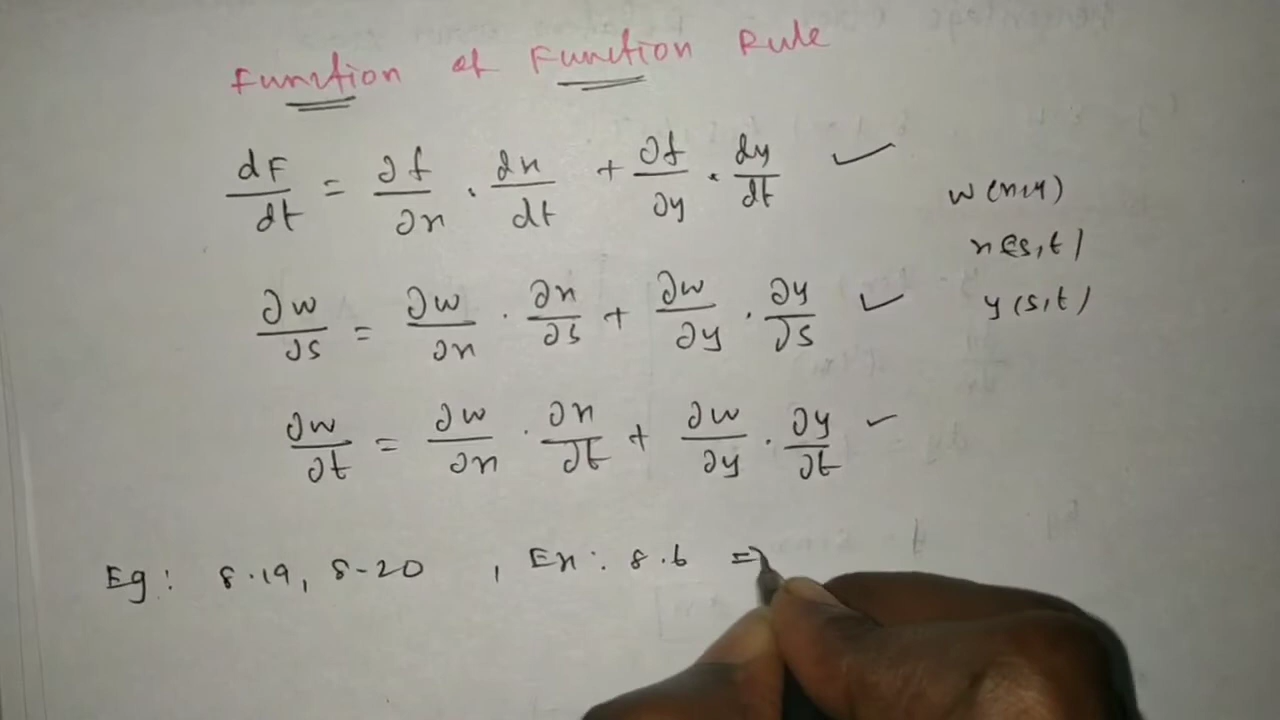 Function of Function Rule
dF/dt = ∂f/∂x . dx/dt + ∂f/∂y . dy/dt ✓
w(x,y)
x(s,t)
y(s,t)
∂w/∂s = ∂w/∂x . ∂x/∂s + ∂w/∂y . ∂y/∂s ✓
∂w/∂t = ∂w/∂x . ∂x/∂t + ∂w/∂y . ∂y/∂t ✓
Eg: 8.19, 8-20 , Ex: 8.6 ⇒